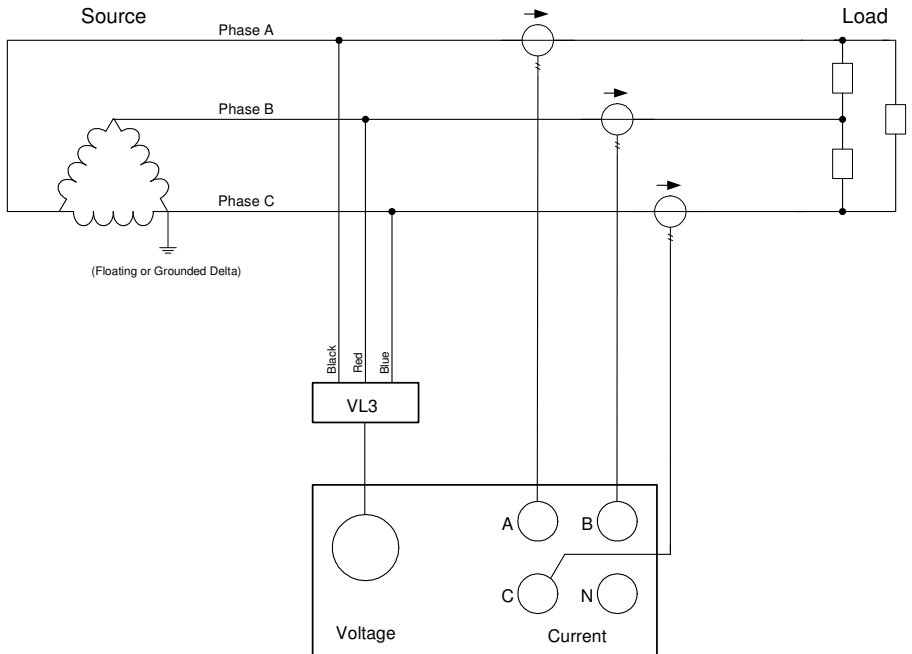 Source
Load
Phase A
Phase B
Phase C
(Floating or Grounded Delta)
Black
Red
Blue
VL3
A
B
C
N
Voltage
Current